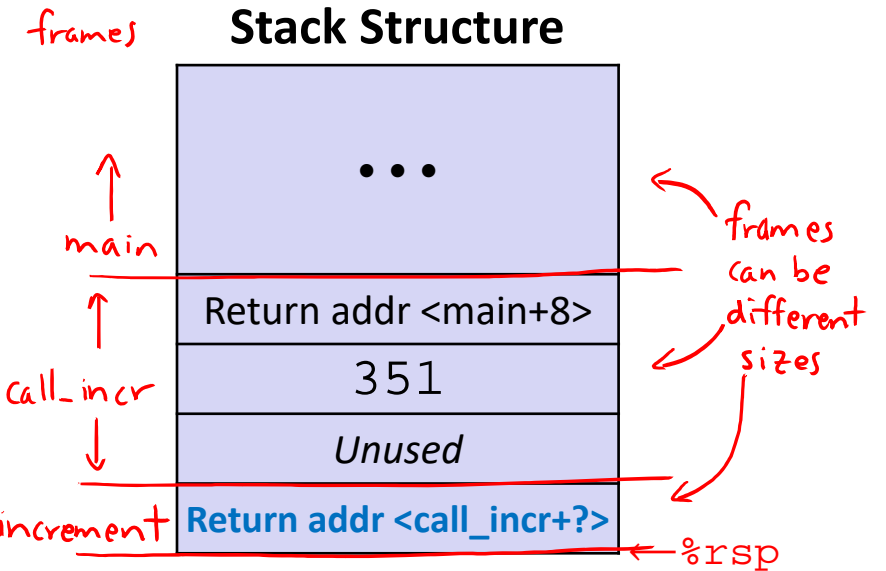 frames
Stack Structure
• • •
main
frames
can be
different
sizes
Return addr <main+8>
351
call_incr
Unused
increment
Return addr <call_incr+?>
%rsp